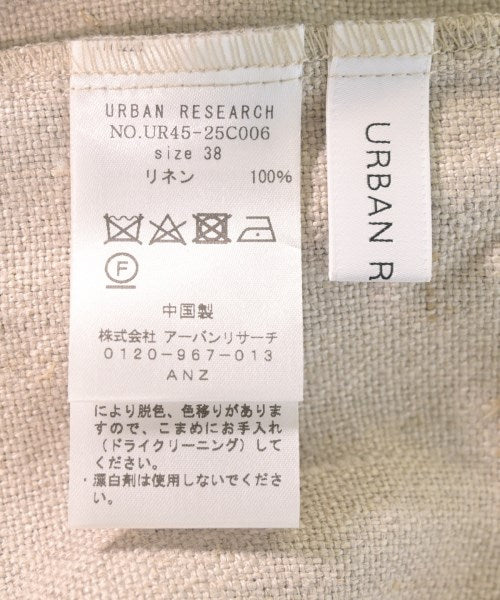 URBAN RESEARCH
NO.UR45-25C006
size 38
リネン 100%
F
中国製
株式会社 アーバンリサーチ
0120-967-013
ANZ
により脱色、色移りがありま
すので、こまめにお手入れ
(ドライクリーニング)して
ください。
・漂白剤は使用しないでくださ
い。
URBAN R